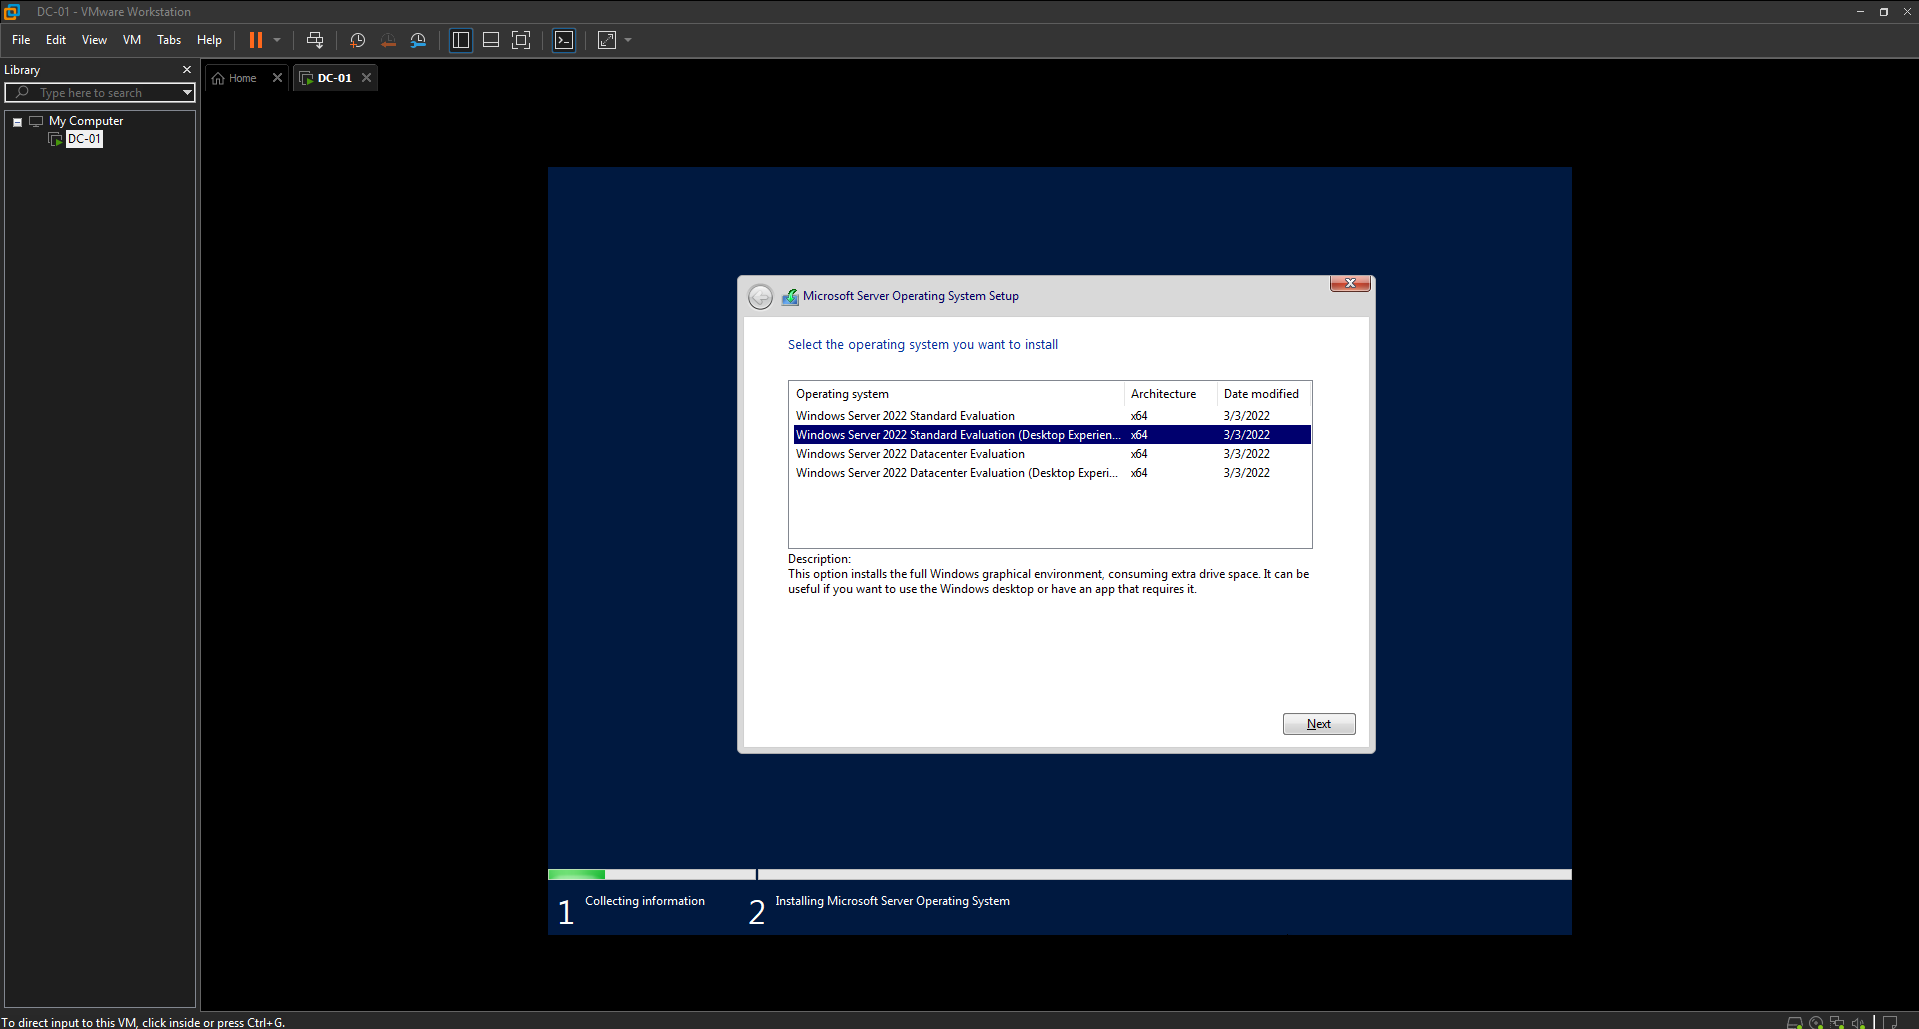 DC-01 - VMware Workstation
File Edit View VM Tabs Help
Library
Type here to search
My Computer
DC-01
Home
DC-01
Microsoft Server Operating System Setup
Select the operating system you want to install
Operating system Architecture Date modified
Windows Server 2022 Standard Evaluation x64 3/3/2022
Windows Server 2022 Standard Evaluation (Desktop Experien... x64 3/3/2022
Windows Server 2022 Datacenter Evaluation x64 3/3/2022
Windows Server 2022 Datacenter Evaluation (Desktop Experi... x64 3/3/2022
Description:
This option installs the full Windows graphical environment, consuming extra drive space. It can be
useful if you want to use the Windows desktop or have an app that requires it.
Next
1 Collecting information 2 Installing Microsoft Server Operating System
To direct input to this VM, click inside or press Ctrl+G.